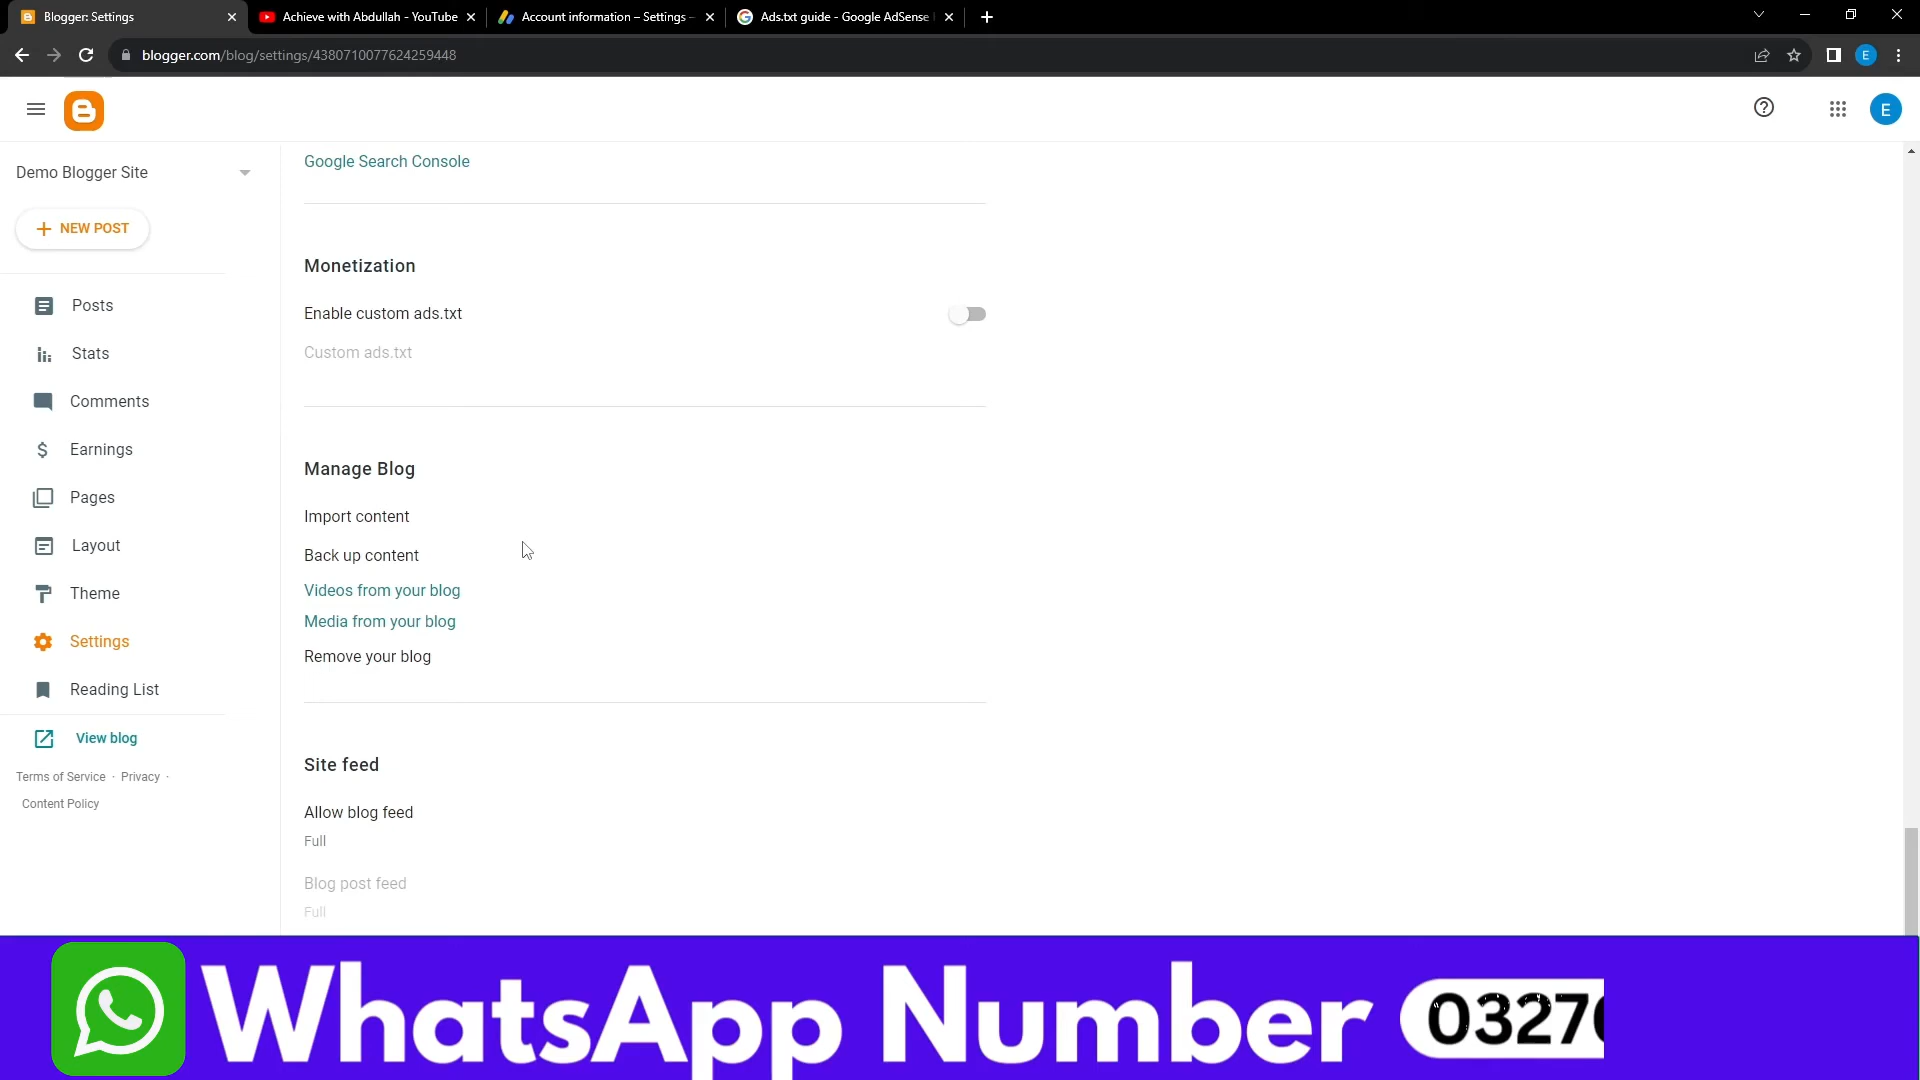 Blogger: Settings
Achieve with Abdullah - YouTube
Account information – Settings –
Ads.txt guide - Google AdSense
blogger.com/blog/settings/4380710077624259448
E
E
Demo Blogger Site
NEW POST
Posts
Stats
Comments
Earnings
Pages
Layout
Theme
Settings
Reading List
View blog
Terms of Service · Privacy ·
Content Policy
Google Search Console
Monetization
Enable custom ads.txt
Custom ads.txt
Manage Blog
Import content
Back up content
Videos from your blog
Media from your blog
Remove your blog
Site feed
Allow blog feed
Full
Blog post feed
Full
WhatsApp Number 0327